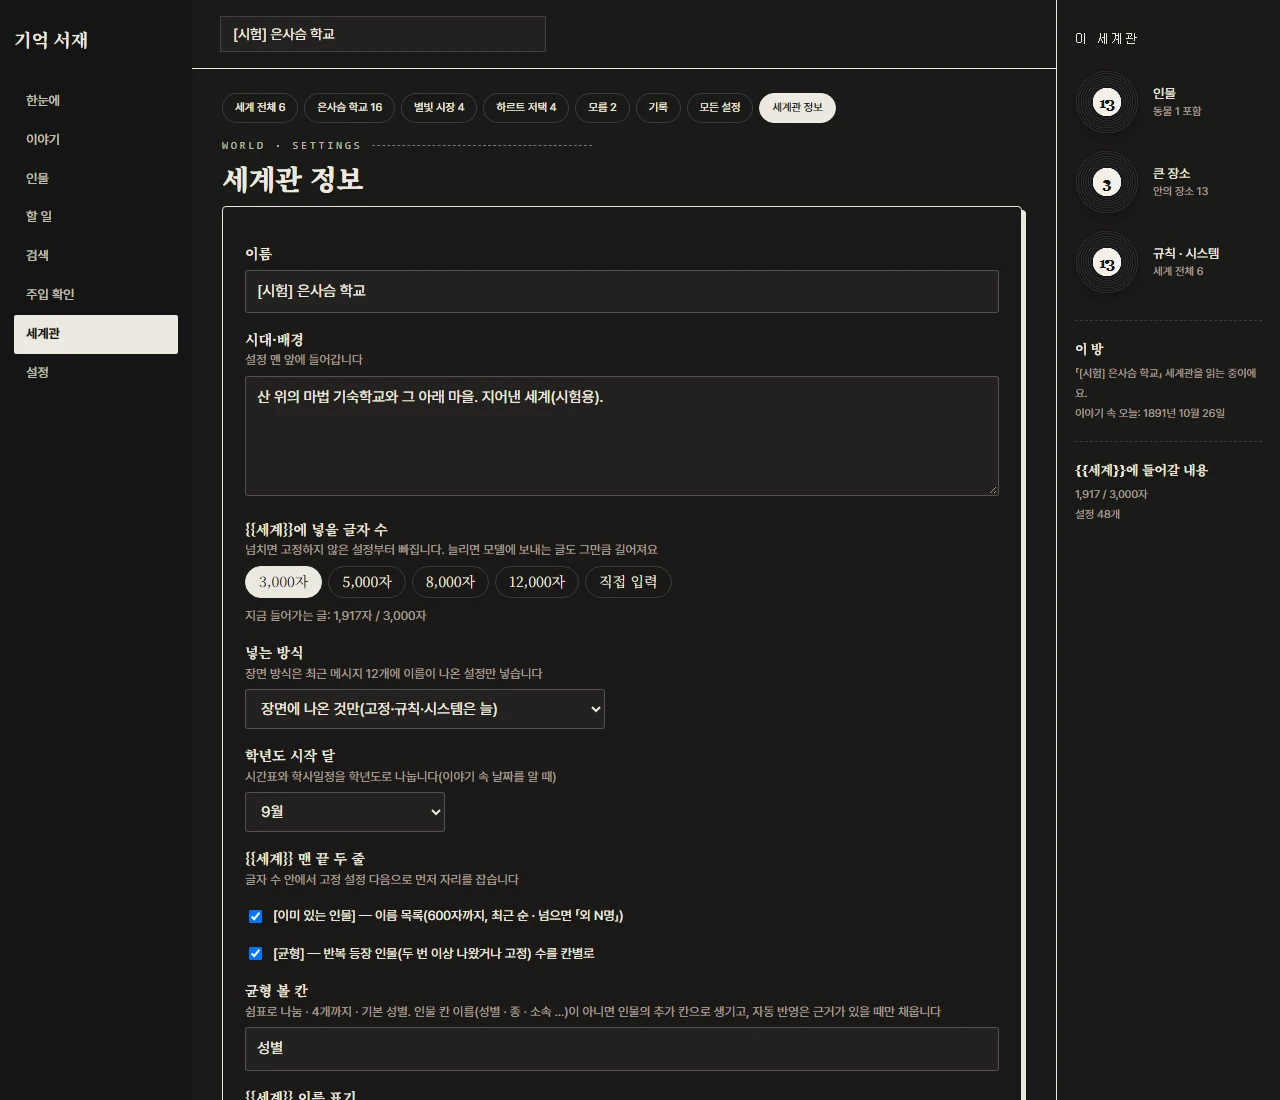 기억 서재
한눈에
이야기
인물
할 일
검색
주입 확인
세계관
설정
[시험] 은사슴 학교
세계 전체 6
은사슴 학교 16
별빛 시장 4
하르트 저택 4
모름 2
기록
모든 설정
세계관 정보
WORLD · SETTINGS
세계관 정보
이름
[시험] 은사슴 학교
시대·배경
설정 맨 앞에 들어갑니다
산 위의 마법 기숙학교와 그 아래 마을. 지어낸 세계(시험용).
{{세계}}에 넣을 글자 수
넘치면 고정하지 않은 설정부터 빠집니다. 늘리면 모델에 보내는 글도 그만큼 길어져요
3,000자
5,000자
8,000자
12,000자
직접 입력
지금 들어가는 글: 1,917자 / 3,000자
넣는 방식
장면 방식은 최근 메시지 12개에 이름이 나온 설정만 넣습니다
장면에 나온 것만(고정·규칙·시스템은 늘)
학년도 시작 달
시간표와 학사일정을 학년도로 나눕니다(이야기 속 날짜를 알 때)
9월
{{세계}} 맨 끝 두 줄
글자 수 안에서 고정 설정 다음으로 먼저 자리를 잡습니다
[이미 있는 인물] — 이름 목록(600자까지, 최근 순 · 넘으면 「외 N명」)
[균형] — 반복 등장 인물(두 번 이상 나왔거나 고정) 수를 칸별로
균형 볼 칸
쉼표로 나눔 · 4개까지 · 기본 성별. 인물 칸 이름(성별 · 종 · 소속 ...)이 아니면 인물의 추가 칸으로 생기고, 자동 반영은 근거가 있을 때만 채웁니다
성별
{{세계}} 이름 표기
이 세계관
13
인물
동물 1 포함
3
큰 장소
안의 장소 13
13
규칙 · 시스템
세계 전체 6
이 방
「[시험] 은사슴 학교」 세계관을 읽는 중이에
요.
이야기 속 오늘: 1891년 10월 26일
{{세계}}에 들어갈 내용
1,917 / 3,000자
설정 48개